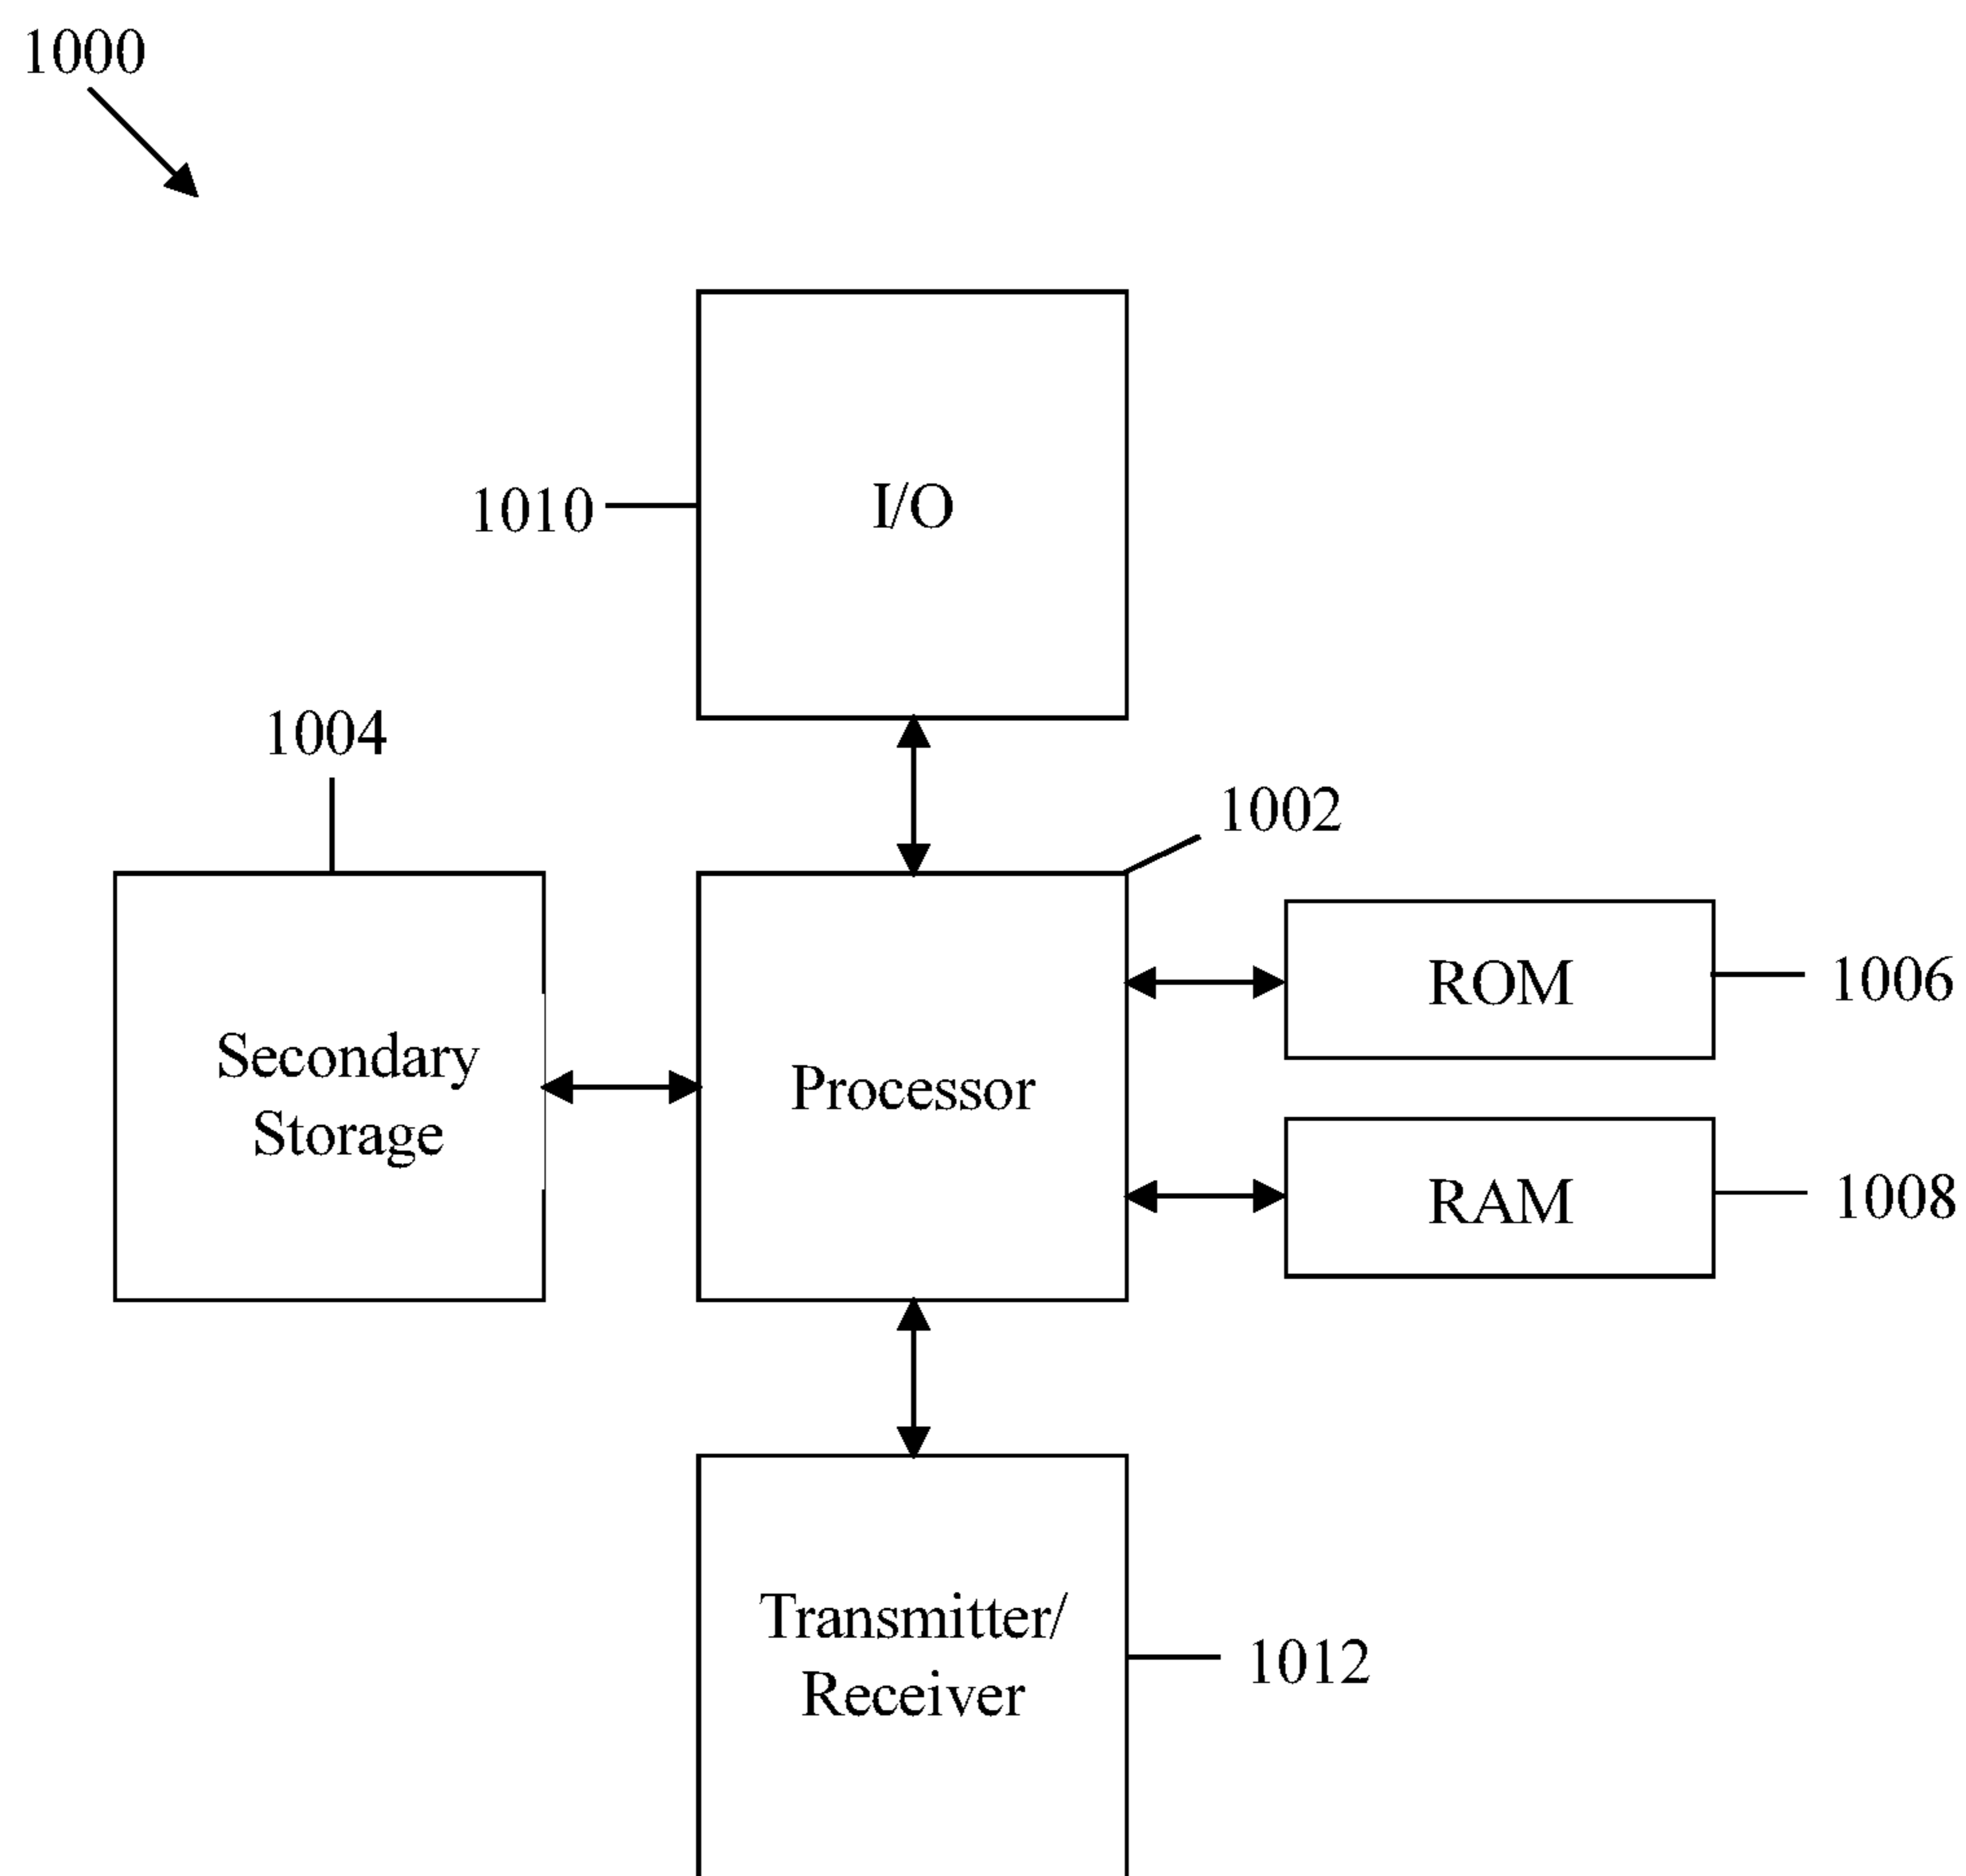 1000
1010
I/O
1004
1002
ROM
1006
Secondary
Storage
Processor
RAM
1008
Transmitter/
Receiver
1012